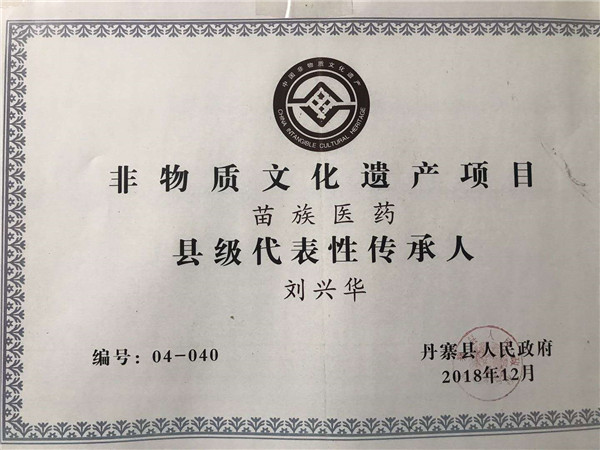 中国非物质文化遗产
CHINA INTANGIBLE CULTURAL HERITAGE
非物质文化遗产项目
苗族医药
县级代表性传承人
刘兴华
编号：04-040
丹寨县人民政府
2018年12月